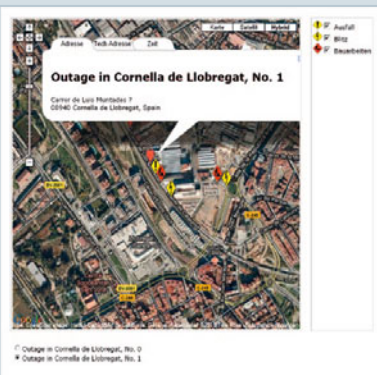 Karte Satellit Hybrid
Adresse Tech Adresse Zeit
Outage in Cornella de Llobregat, No. 1
Carrer de Luis Muntadas 7
08940 Cornella de Llobregat, Spain
Ausfall
Blitz
Bauarbeiten
Outage in Cornella de Llobregat, No. 0
Outage in Cornella de Llobregat, No. 1